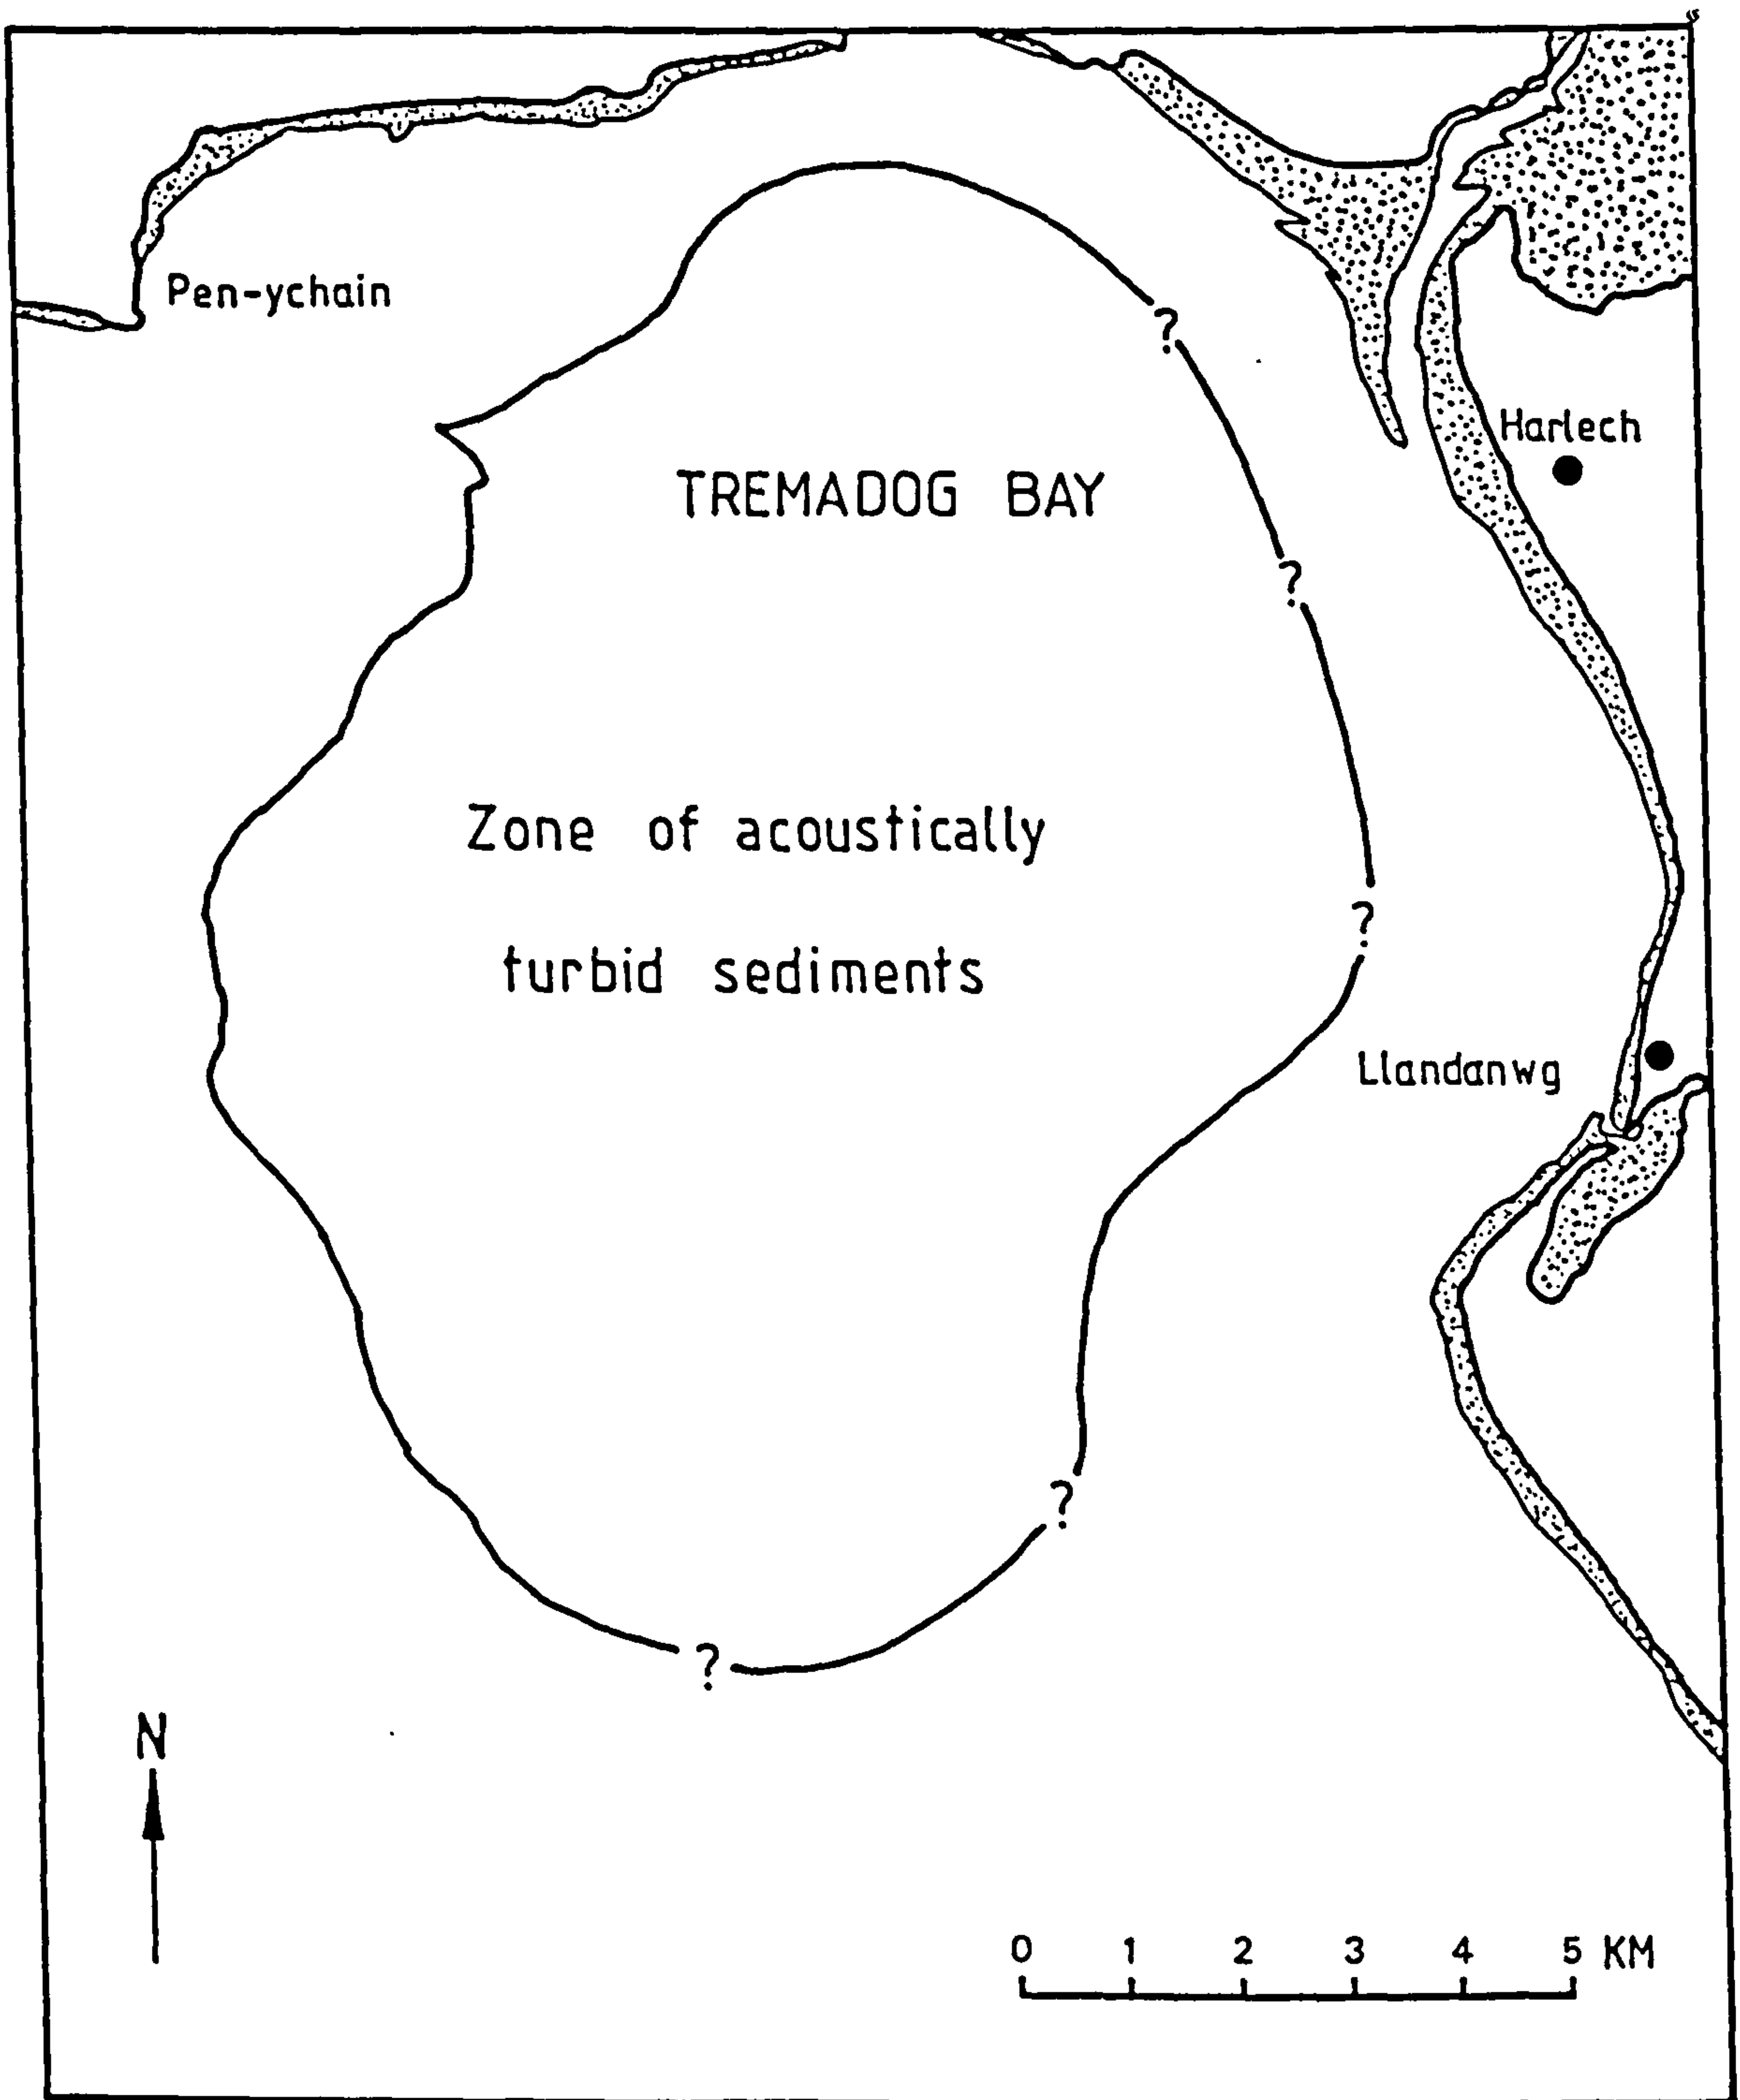 Pen-ychain
?
Harlech
TREMADOG BAY
?
Zone of acoustically
?
turbid sediments
Llandanwg
?
?
N
0 1 2 3 4 5 KM